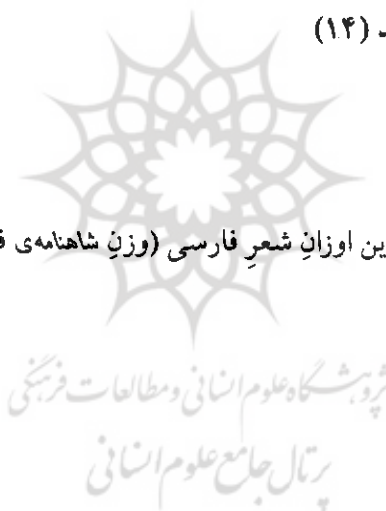 - (۱۴)
ین اوزانِ شعرِ فارسی (وزنِ شاهنامه‌ی ف
پژوهشگاه علوم انسانی و مطالعات فرهنگی
پرتال جامع علوم انسانی